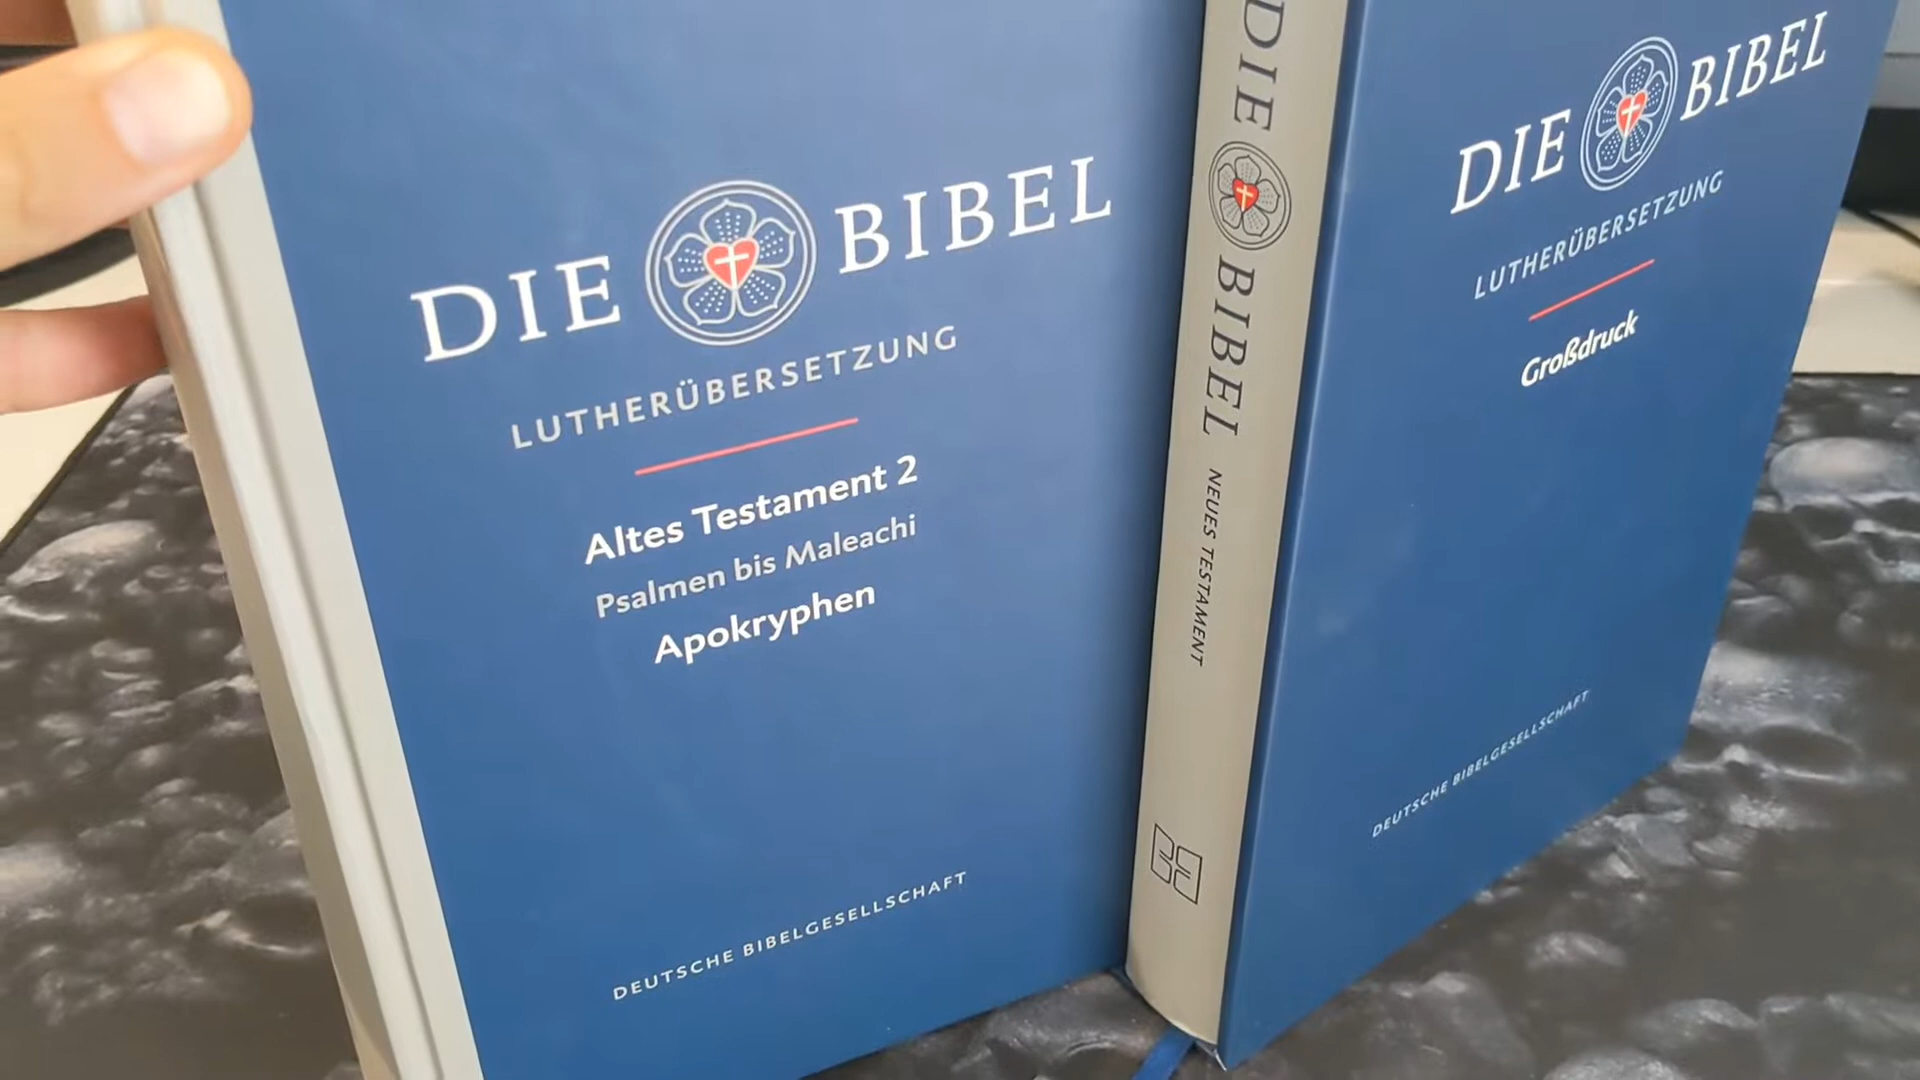 DIE BIBEL
LUTHERÜBERSETZUNG
Altes Testament 2
Psalmen bis Maleachi
Apokryphen
DEUTSCHE BIBELGESELLSCHAFT
DIE BIBEL NEUES TESTAMENT
DIE BIBEL
LUTHERÜBERSETZUNG
Großdruck
DEUTSCHE BIBELGESELLSCHAFT